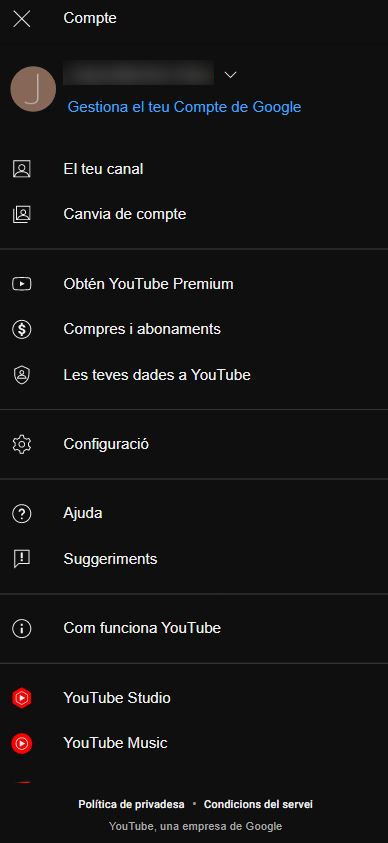 Compte
J
Gestiona el teu Compte de Google
El teu canal
Canvia de compte
Obtén YouTube Premium
Compres i abonaments
Les teves dades a YouTube
Configuració
Ajuda
Suggeriments
Com funciona YouTube
YouTube Studio
YouTube Music
Política de privadesa • Condicions del servei
YouTube, una empresa de Google